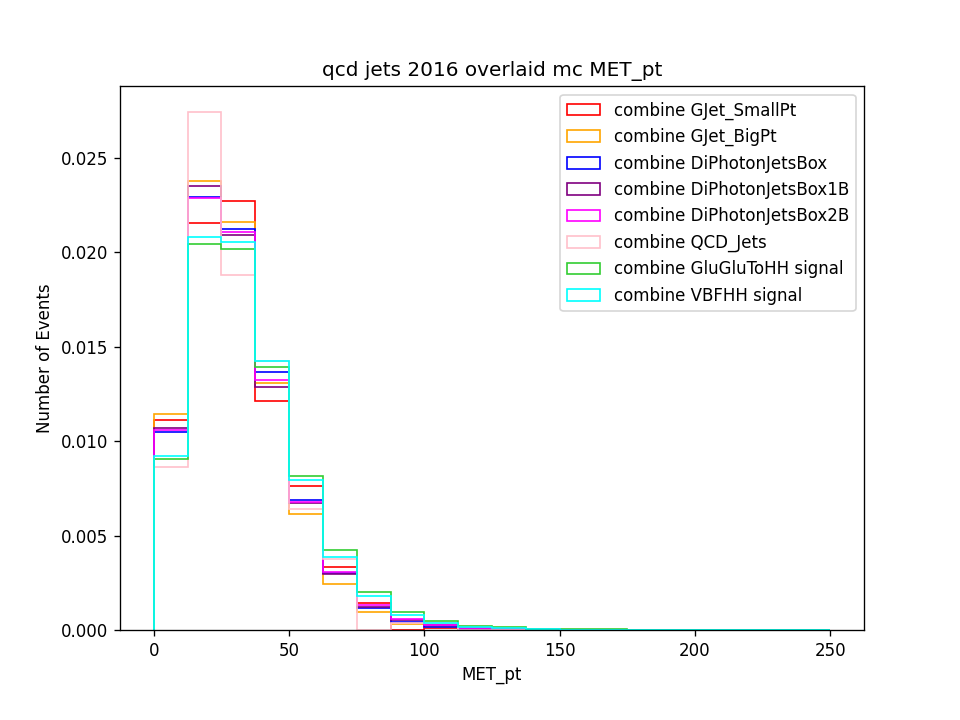 qcd jets 2016 overlaid mc MET_pt
combine GJet_SmallPt
combine GJet_BigPt
combine DiPhotonJetsBox
combine DiPhotonJetsBox1B
combine DiPhotonJetsBox2B
combine QCD_Jets
combine GluGluToHH signal
combine VBFHH signal
Number of Events
0.025
0.020
0.015
0.010
0.005
0.000
0 50 100 150 200 250
MET_pt